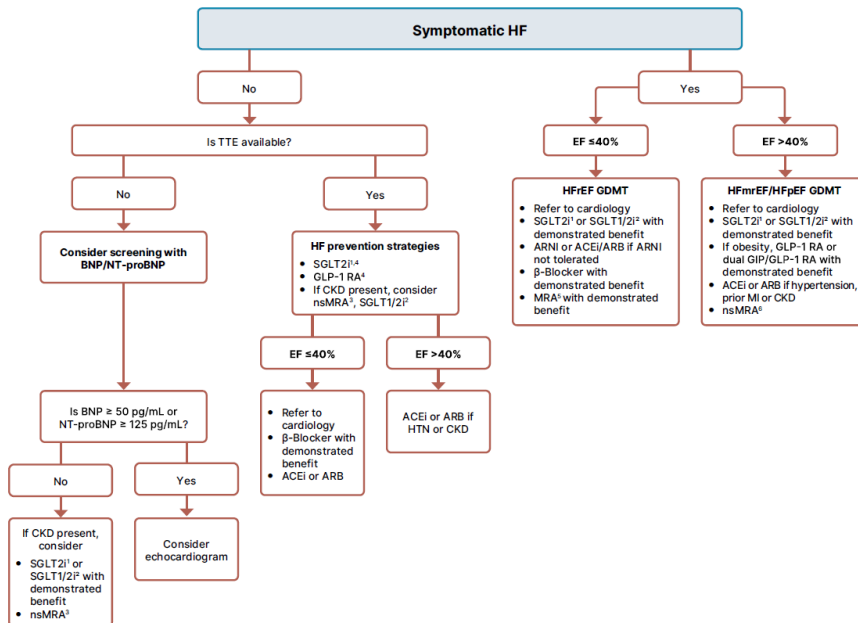 Symptomatic HF
No
Yes
Is TTE available?
EF ≤40%
EF >40%
No
Yes
HFrEF GDMT
• Refer to cardiology
• SGLT2i¹ or SGLT1/2i² with
demonstrated benefit
• ARNI or ACEi/ARB if ARNI
not tolerated
• β-Blocker with
demonstrated benefit
• MRA⁵ with demonstrated
benefit
HFmrEF/HFpEF GDMT
• Refer to cardiology
• SGLT2i¹ or SGLT1/2i² with
demonstrated benefit
• If obesity, GLP-1 RA or
dual GIP/GLP-1 RA with
demonstrated benefit
• ACEi or ARB if hypertension,
prior MI or CKD
• nsMRA⁶
Consider screening with
BNP/NT-proBNP
HF prevention strategies
• SGLT2i¹,⁴
• GLP-1 RA⁴
• If CKD present, consider
nsMRA³, SGLT1/2i²
EF ≤40%
EF >40%
Is BNP ≥ 50 pg/mL or
NT-proBNP ≥ 125 pg/mL?
• Refer to
cardiology
• β-Blocker with
demonstrated
benefit
• ACEi or ARB
ACEi or ARB if
HTN or CKD
No
Yes
If CKD present,
consider
• SGLT2i¹ or
SGLT1/2i² with
demonstrated
benefit
• nsMRA³
Consider
echocardiogram